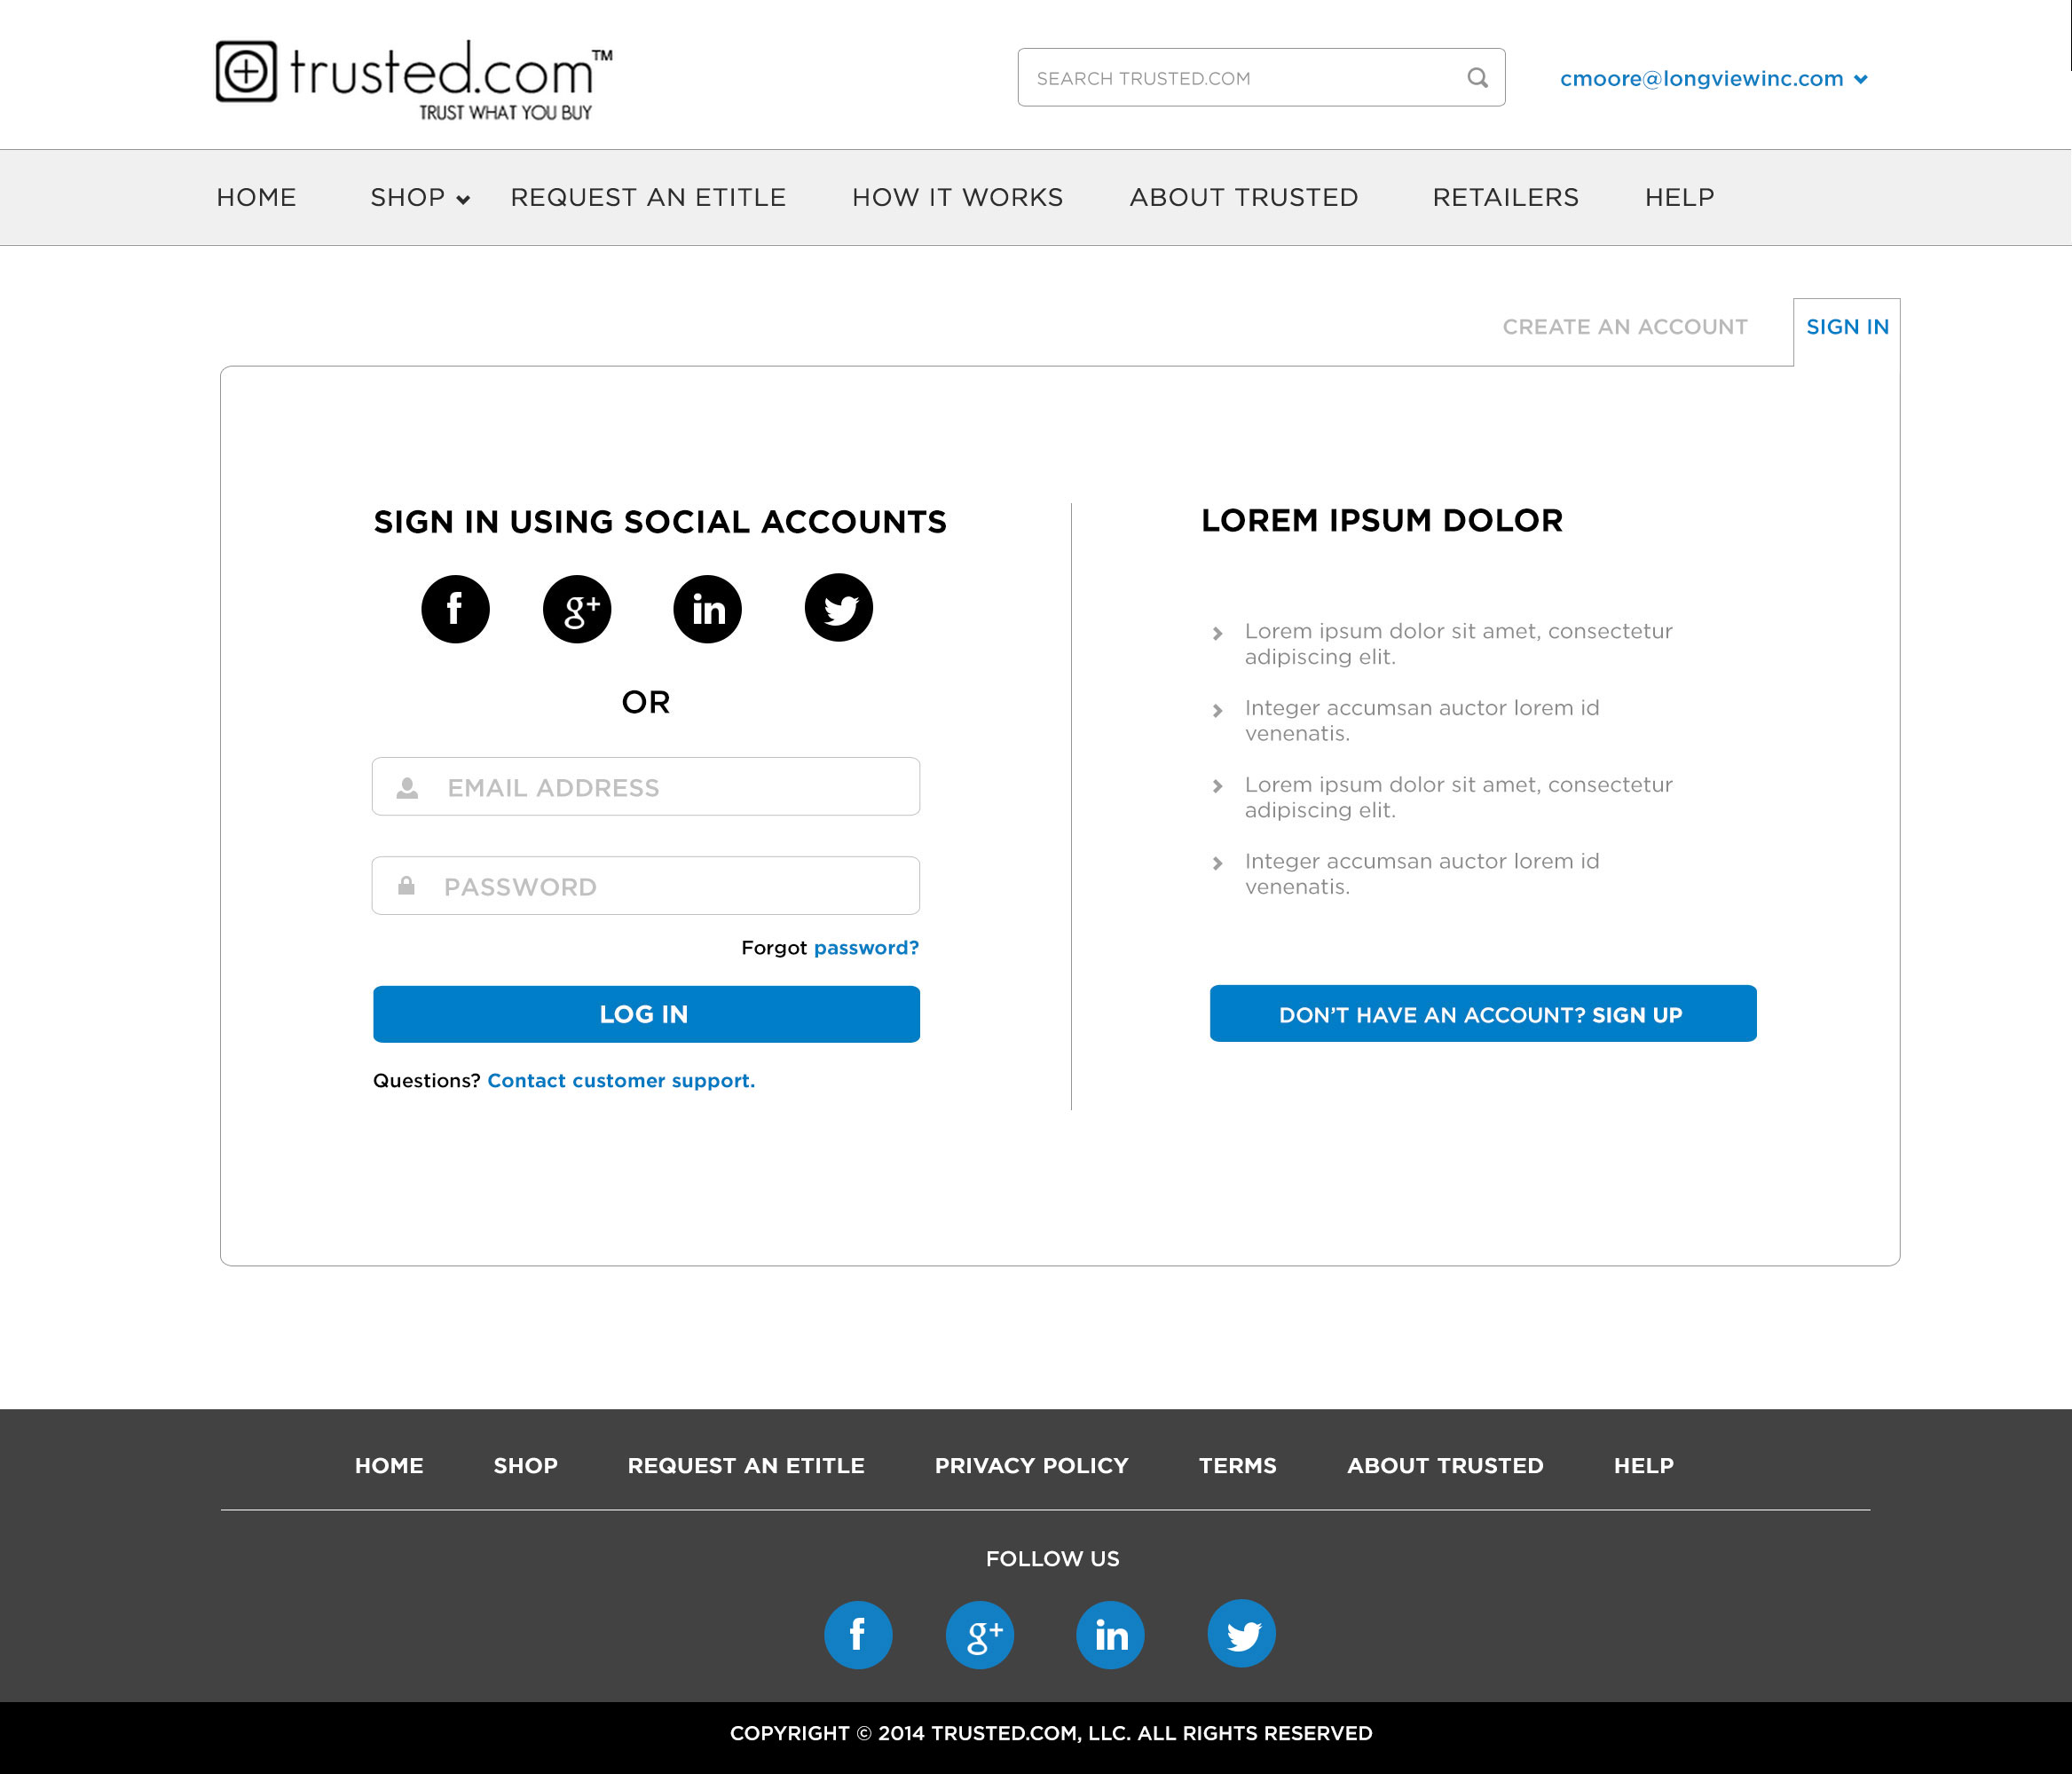 trusted.com™
TRUST WHAT YOU BUY
SEARCH TRUSTED.COM
cmoore@longviewinc.com
HOME SHOP REQUEST AN ETITLE HOW IT WORKS ABOUT TRUSTED RETAILERS HELP
CREATE AN ACCOUNT SIGN IN
SIGN IN USING SOCIAL ACCOUNTS
f g+ in
OR
EMAIL ADDRESS
PASSWORD
Forgot password?
LOG IN
Questions? Contact customer support.
LOREM IPSUM DOLOR
Lorem ipsum dolor sit amet, consectetur
adipiscing elit.
Integer accumsan auctor lorem id
venenatis.
Lorem ipsum dolor sit amet, consectetur
adipiscing elit.
Integer accumsan auctor lorem id
venenatis.
DON’T HAVE AN ACCOUNT? SIGN UP
HOME SHOP REQUEST AN ETITLE PRIVACY POLICY TERMS ABOUT TRUSTED HELP
FOLLOW US
f g+ in
COPYRIGHT © 2014 TRUSTED.COM, LLC. ALL RIGHTS RESERVED